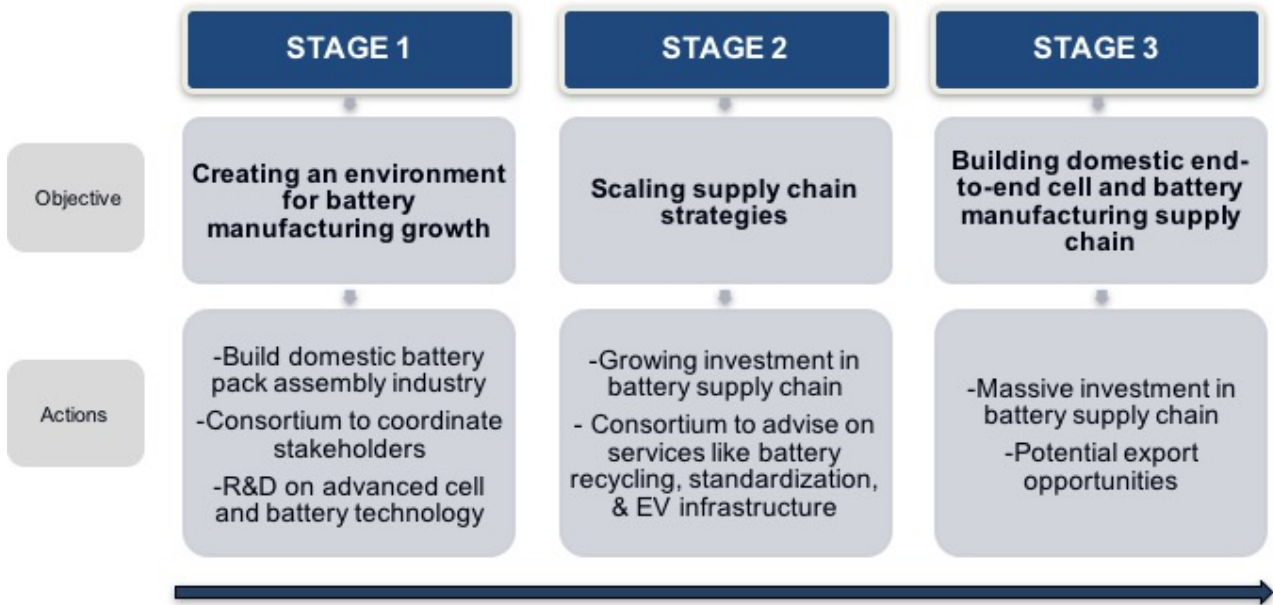 STAGE 1
STAGE 2
STAGE 3
Objective
Creating an environment
for battery
manufacturing growth
Scaling supply chain
strategies
Building domestic end-
to-end cell and battery
manufacturing supply
chain
Actions
-Build domestic battery
pack assembly industry
-Consortium to coordinate
stakeholders
-R&D on advanced cell
and battery technology
-Growing investment in
battery supply chain
- Consortium to advise on
services like battery
recycling, standardization,
& EV infrastructure
-Massive investment in
battery supply chain
-Potential export
opportunities